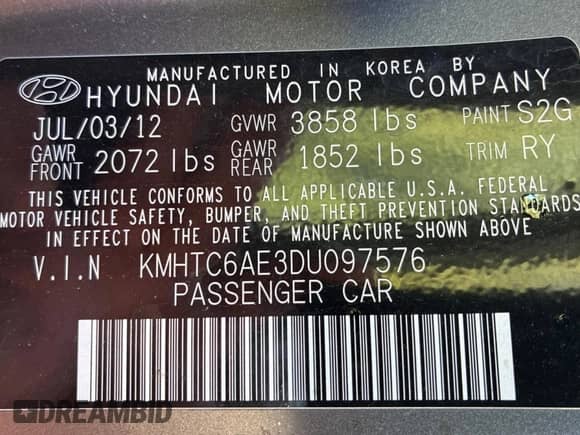 MANUFACTURED IN KOREA BY
HYUNDAI MOTOR COMPANY
JUL/03/12 GVWR 3858 lbs PAINT S2G
GAWR FRONT 2072 lbs GAWR REAR 1852 lbs TRIM RY
THIS VEHICLE CONFORMS TO ALL APPLICABLE U.S.A. FEDERAL
MOTOR VEHICLE SAFETY, BUMPER, AND THEFT PREVENTION STANDARDS
IN EFFECT ON THE DATE OF MANUFACTURE SHOWN ABOVE
V.I.N KMHTC6AE3DU097576
PASSENGER CAR
DREAMBID